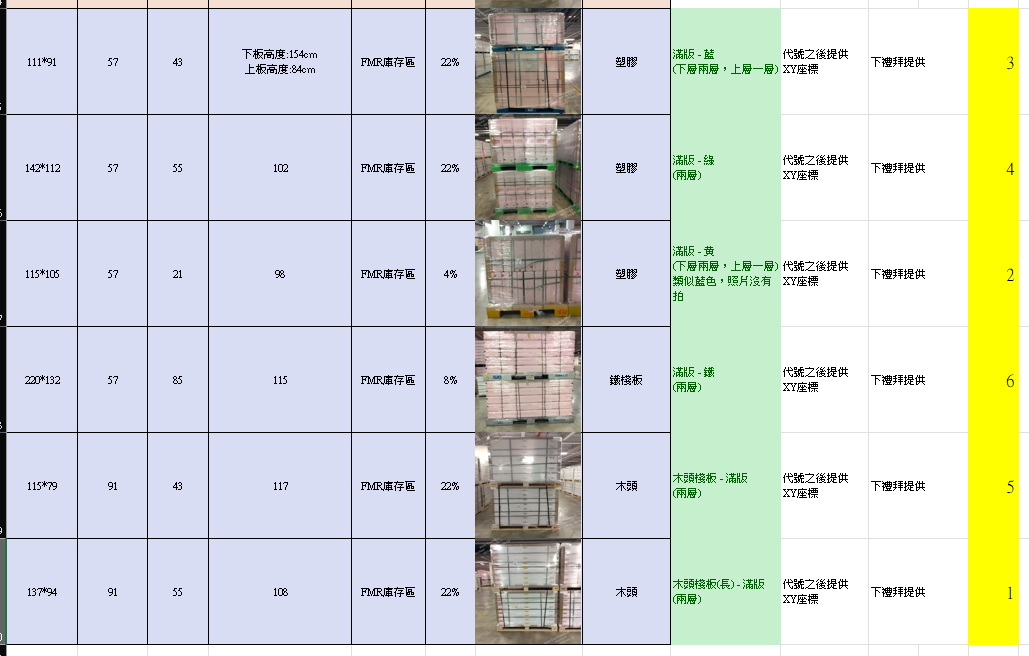 111*91
57
43
下板高度:154cm
上板高度:84cm
FMR庫存區
22%
塑膠
滿版 - 藍
(下層兩層，上層一層)
代號之後提供
XY座標
下禮拜提供
3
142*112
57
55
102
FMR庫存區
22%
塑膠
滿版 - 綠
(兩層)
代號之後提供
XY座標
下禮拜提供
4
115*105
57
21
98
FMR庫存區
4%
塑膠
滿版 - 黄
(下層兩層，上層一層)
類似藍色，照片沒有
拍
代號之後提供
XY座標
下禮拜提供
2
220*132
57
85
115
FMR庫存區
8%
鐵棧板
滿版 - 鐵
(兩層)
代號之後提供
XY座標
下禮拜提供
6
115*79
91
43
117
FMR庫存區
22%
木頭
木頭棧板 - 滿版
(兩層)
代號之後提供
XY座標
下禮拜提供
5
137*94
91
55
108
FMR庫存區
22%
木頭
木頭棧板(長) - 滿版
(兩層)
代號之後提供
XY座標
下禮拜提供
1